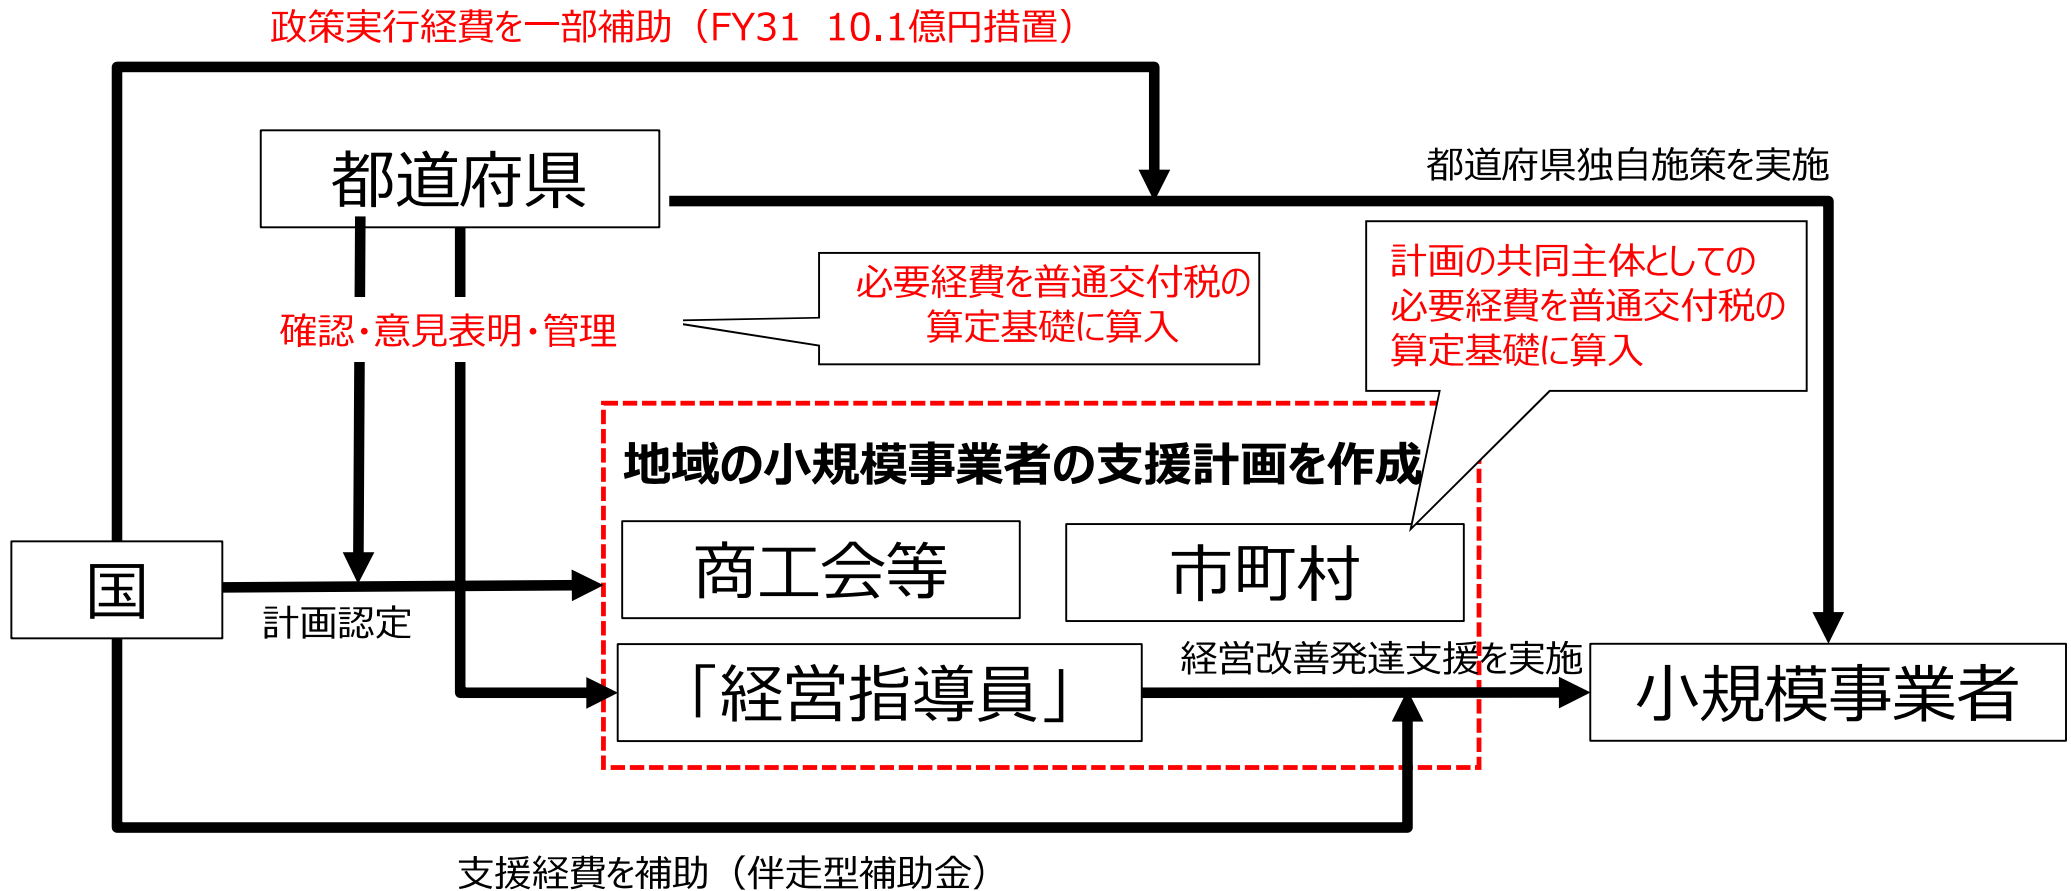 政策実行経費を一部補助（FY31　10.1億円措置）
都道府県
都道府県独自施策を実施
計画の共同主体としての
必要経費を普通交付税の
算定基礎に算入
必要経費を普通交付税の
算定基礎に算入
確認・意見表明・管理
地域の小規模事業者の支援計画を作成
商工会等
市町村
国
計画認定
「経営指導員」
経営改善発達支援を実施
小規模事業者
支援経費を補助（伴走型補助金）